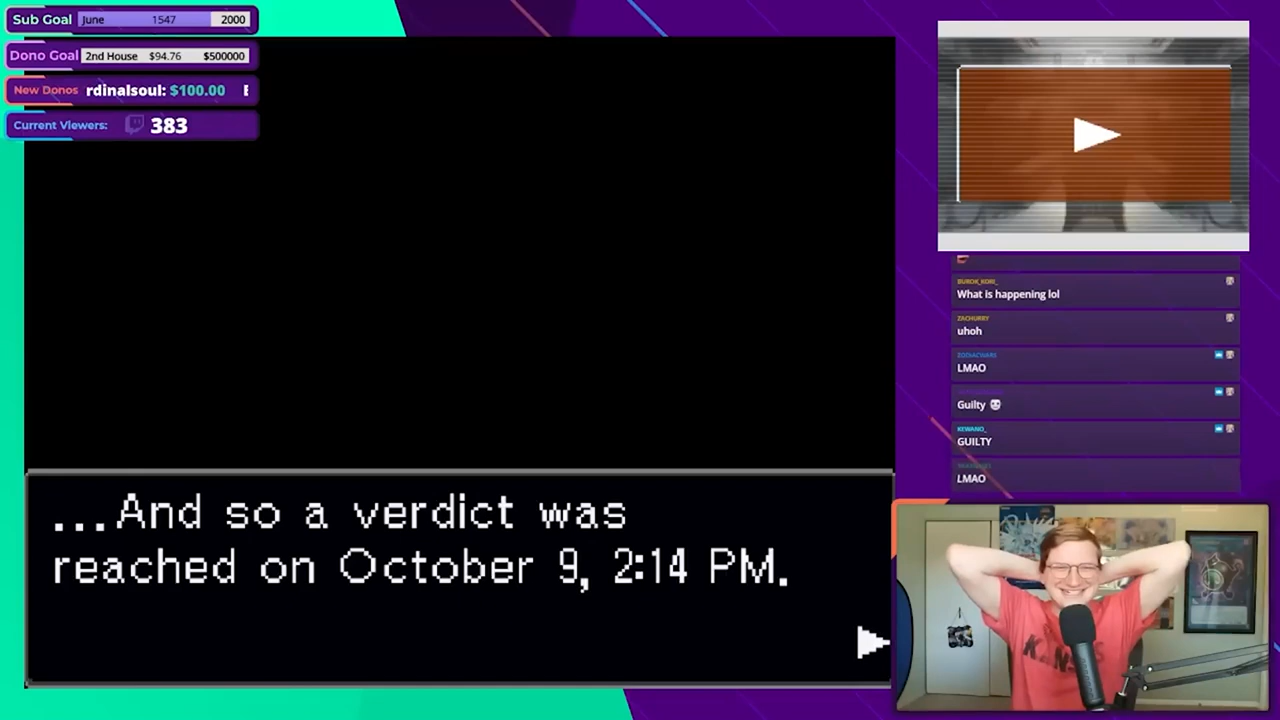 Sub Goal June 1547 2000
Dono Goal 2nd House $94.76 $500000
New Donos rdinalsoul: $100.00
Current Viewers: 383
What is happening lol
ZACHURRY
uhoh
LMAO
Guilty
KEWANO_
GUILTY
LMAO
...And so a verdict was
reached on October 9, 2:14 PM.